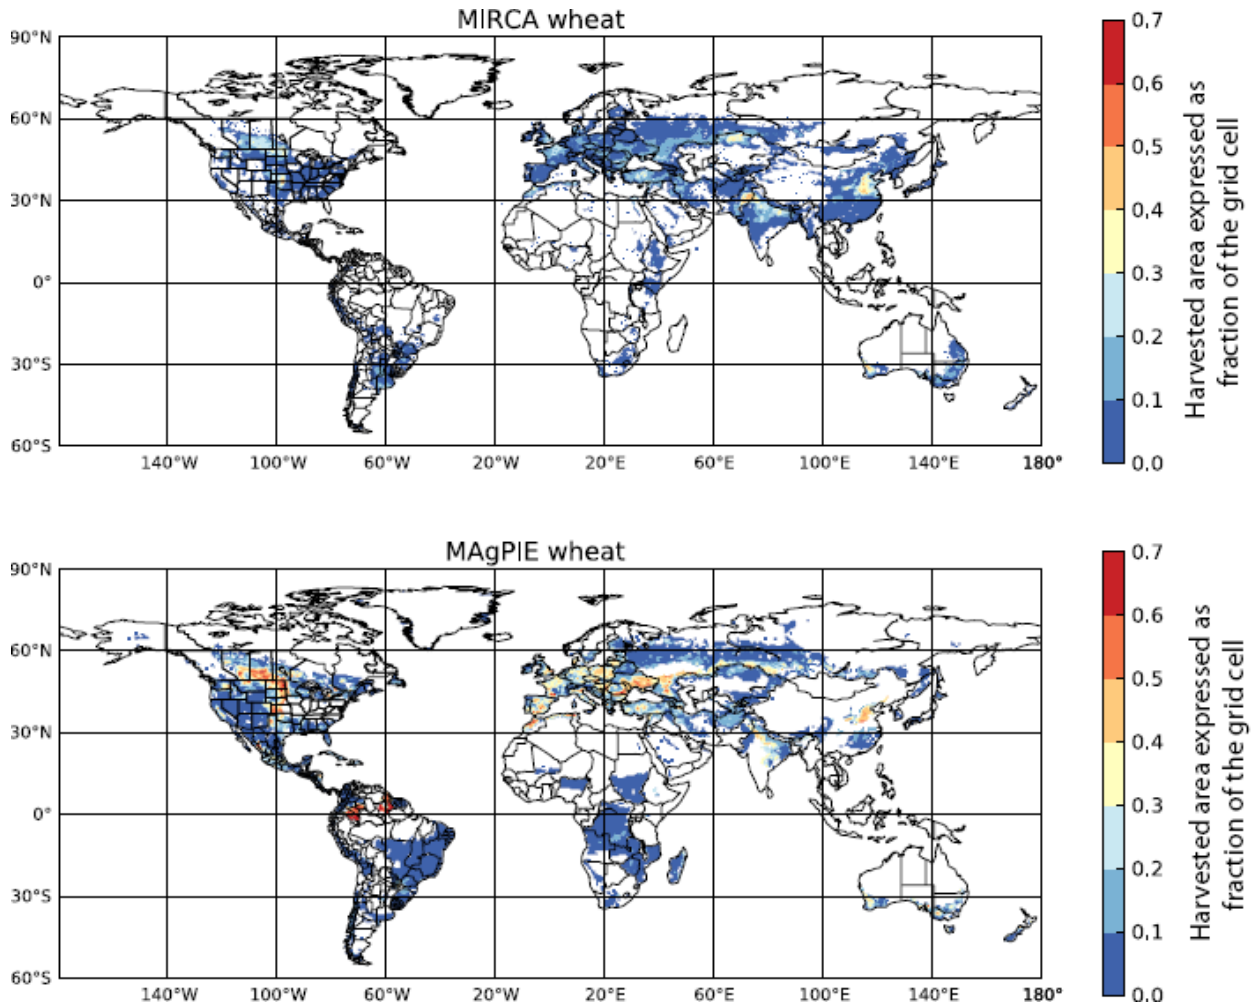 MIRCA wheat
90°N
60°N
30°N
0°
30°S
60°S
140°W 100°W 60°W 20°W 20°E 60°E 100°E 140°E 180°
0.7
0.6
0.5
0.4
0.3
0.2
0.1
0.0
Harvested area expressed as
fraction of the grid cell
MAgPIE wheat
90°N
60°N
30°N
0°
30°S
60°S
140°W 100°W 60°W 20°W 20°E 60°E 100°E 140°E 180°
0.7
0.6
0.5
0.4
0.3
0.2
0.1
0.0
Harvested area expressed as
fraction of the grid cell